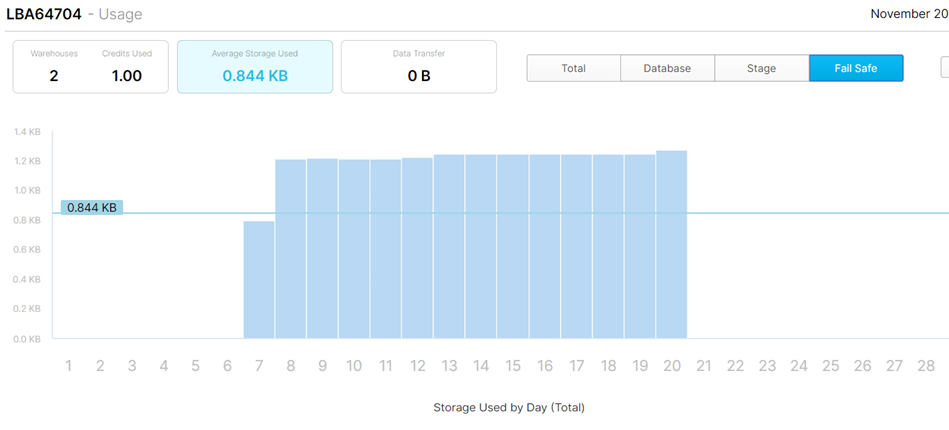 LBA64704 - Usage
November 20
Warehouses
2
Credits Used
1.00
Average Storage Used
0.844 KB
Data Transfer
0 B
Total
Database
Stage
Fail Safe
1.4 KB
1.2 KB
1.0 KB
0.844 KB
0.8 KB
0.6 KB
0.4 KB
0.2 KB
0.0 KB
1 2 3 4 5 6 7 8 9 10 11 12 13 14 15 16 17 18 19 20 21 22 23 24 25 26 27 28
Storage Used by Day (Total)